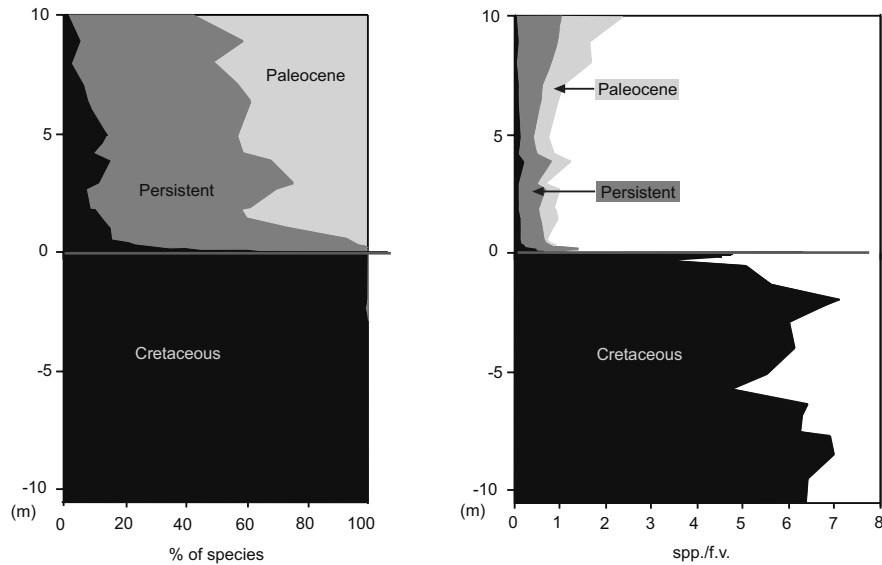 10
5
0
-5
-10
(m)
0
20
40
60
80
100
% of species
Paleocene
Persistent
Cretaceous
10
5
0
-5
-10
(m)
0
1
2
3
4
5
6
7
8
spp./f.v.
Paleocene
Persistent
Cretaceous